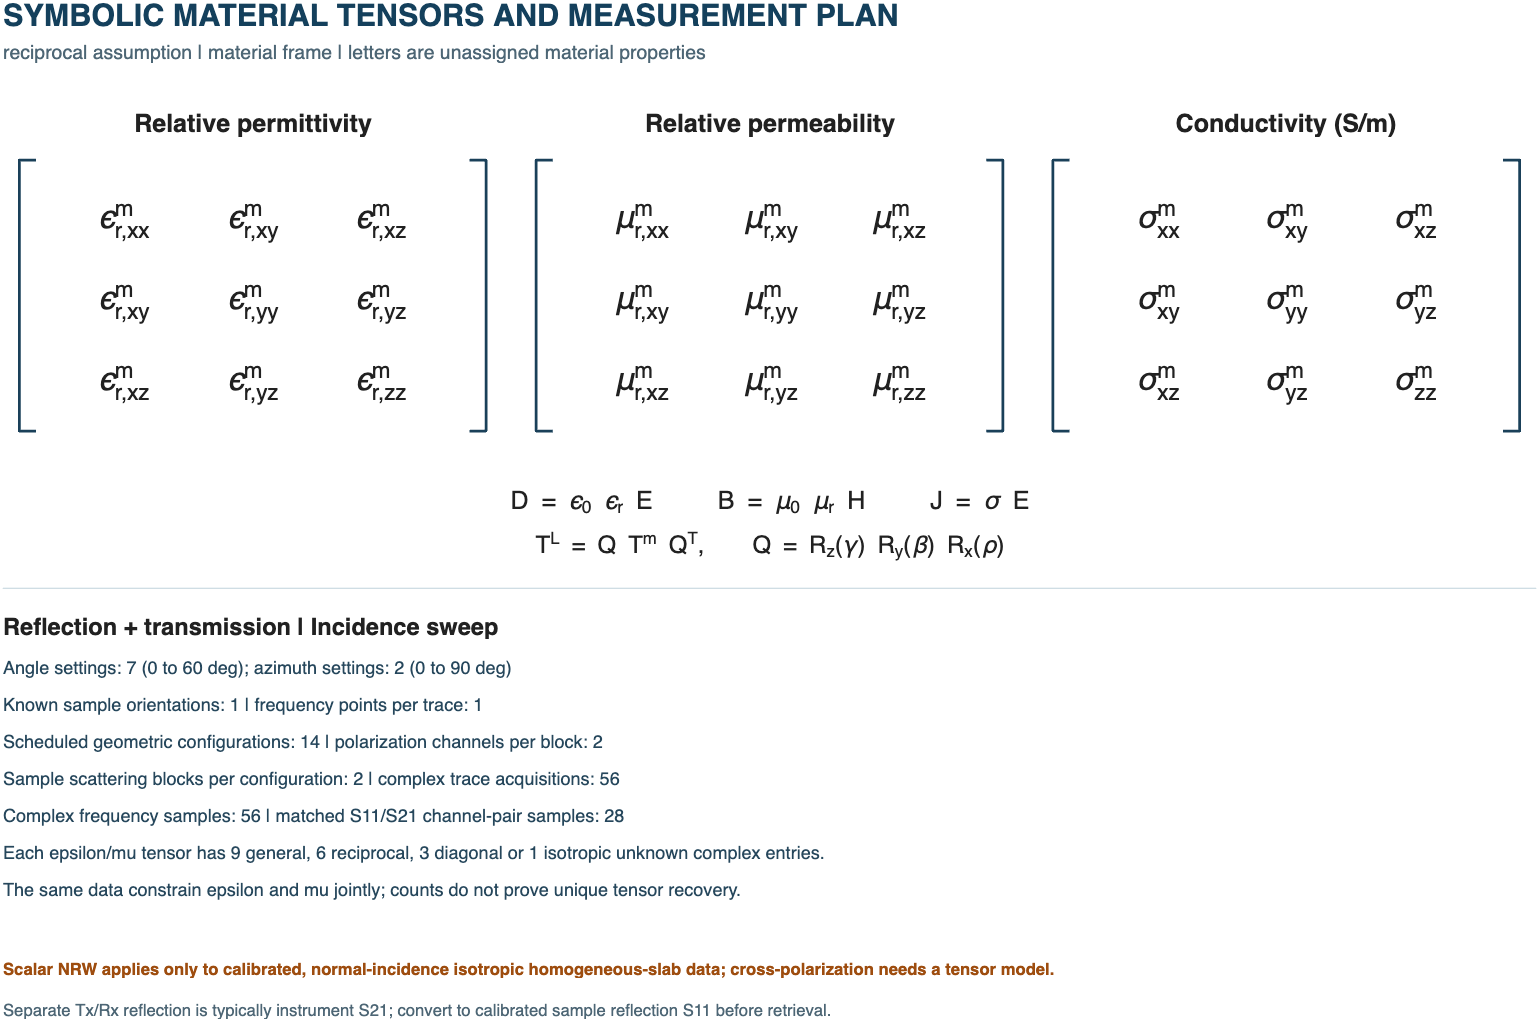 SYMBOLIC MATERIAL TENSORS AND MEASUREMENT PLAN
reciprocal assumption | material frame | letters are unassigned material properties
Relative permittivity Relative permeability Conductivity (S/m)
ϵ^m_r,xx ϵ^m_r,xy ϵ^m_r,xz μ^m_r,xx μ^m_r,xy μ^m_r,xz σ^m_xx σ^m_xy σ^m_xz
ϵ^m_r,xy ϵ^m_r,yy ϵ^m_r,yz μ^m_r,xy μ^m_r,yy μ^m_r,yz σ^m_xy σ^m_yy σ^m_yz
ϵ^m_r,xz ϵ^m_r,yz ϵ^m_r,zz μ^m_r,xz μ^m_r,yz μ^m_r,zz σ^m_xz σ^m_yz σ^m_zz
D = ϵ₀ ϵ_r E B = μ₀ μ_r H J = σ E
T^L = Q T^m Q^T, Q = R_z(γ) R_y(β) R_x(ρ)
Reflection + transmission | Incidence sweep
Angle settings: 7 (0 to 60 deg); azimuth settings: 2 (0 to 90 deg)
Known sample orientations: 1 | frequency points per trace: 1
Scheduled geometric configurations: 14 | polarization channels per block: 2
Sample scattering blocks per configuration: 2 | complex trace acquisitions: 56
Complex frequency samples: 56 | matched S11/S21 channel-pair samples: 28
Each epsilon/mu tensor has 9 general, 6 reciprocal, 3 diagonal or 1 isotropic unknown complex entries.
The same data constrain epsilon and mu jointly; counts do not prove unique tensor recovery.
Scalar NRW applies only to calibrated, normal-incidence isotropic homogeneous-slab data; cross-polarization needs a tensor model.
Separate Tx/Rx reflection is typically instrument S21; convert to calibrated sample reflection S11 before retrieval.